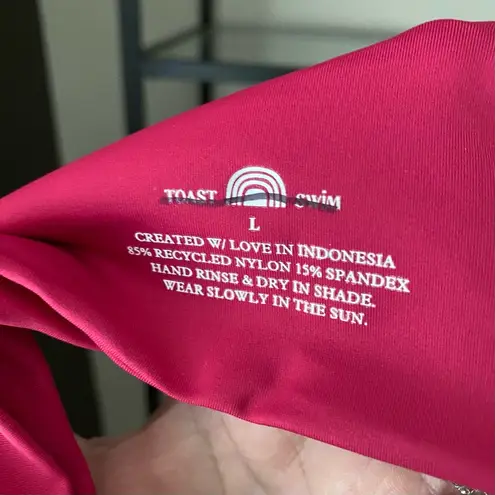 TOAST SWiM
L
CREATED W/ LOVE IN INDONESIA
85% RECYCLED NYLON 15% SPANDEX
HAND RINSE & DRY IN SHADE.
WEAR SLOWLY IN THE SUN.